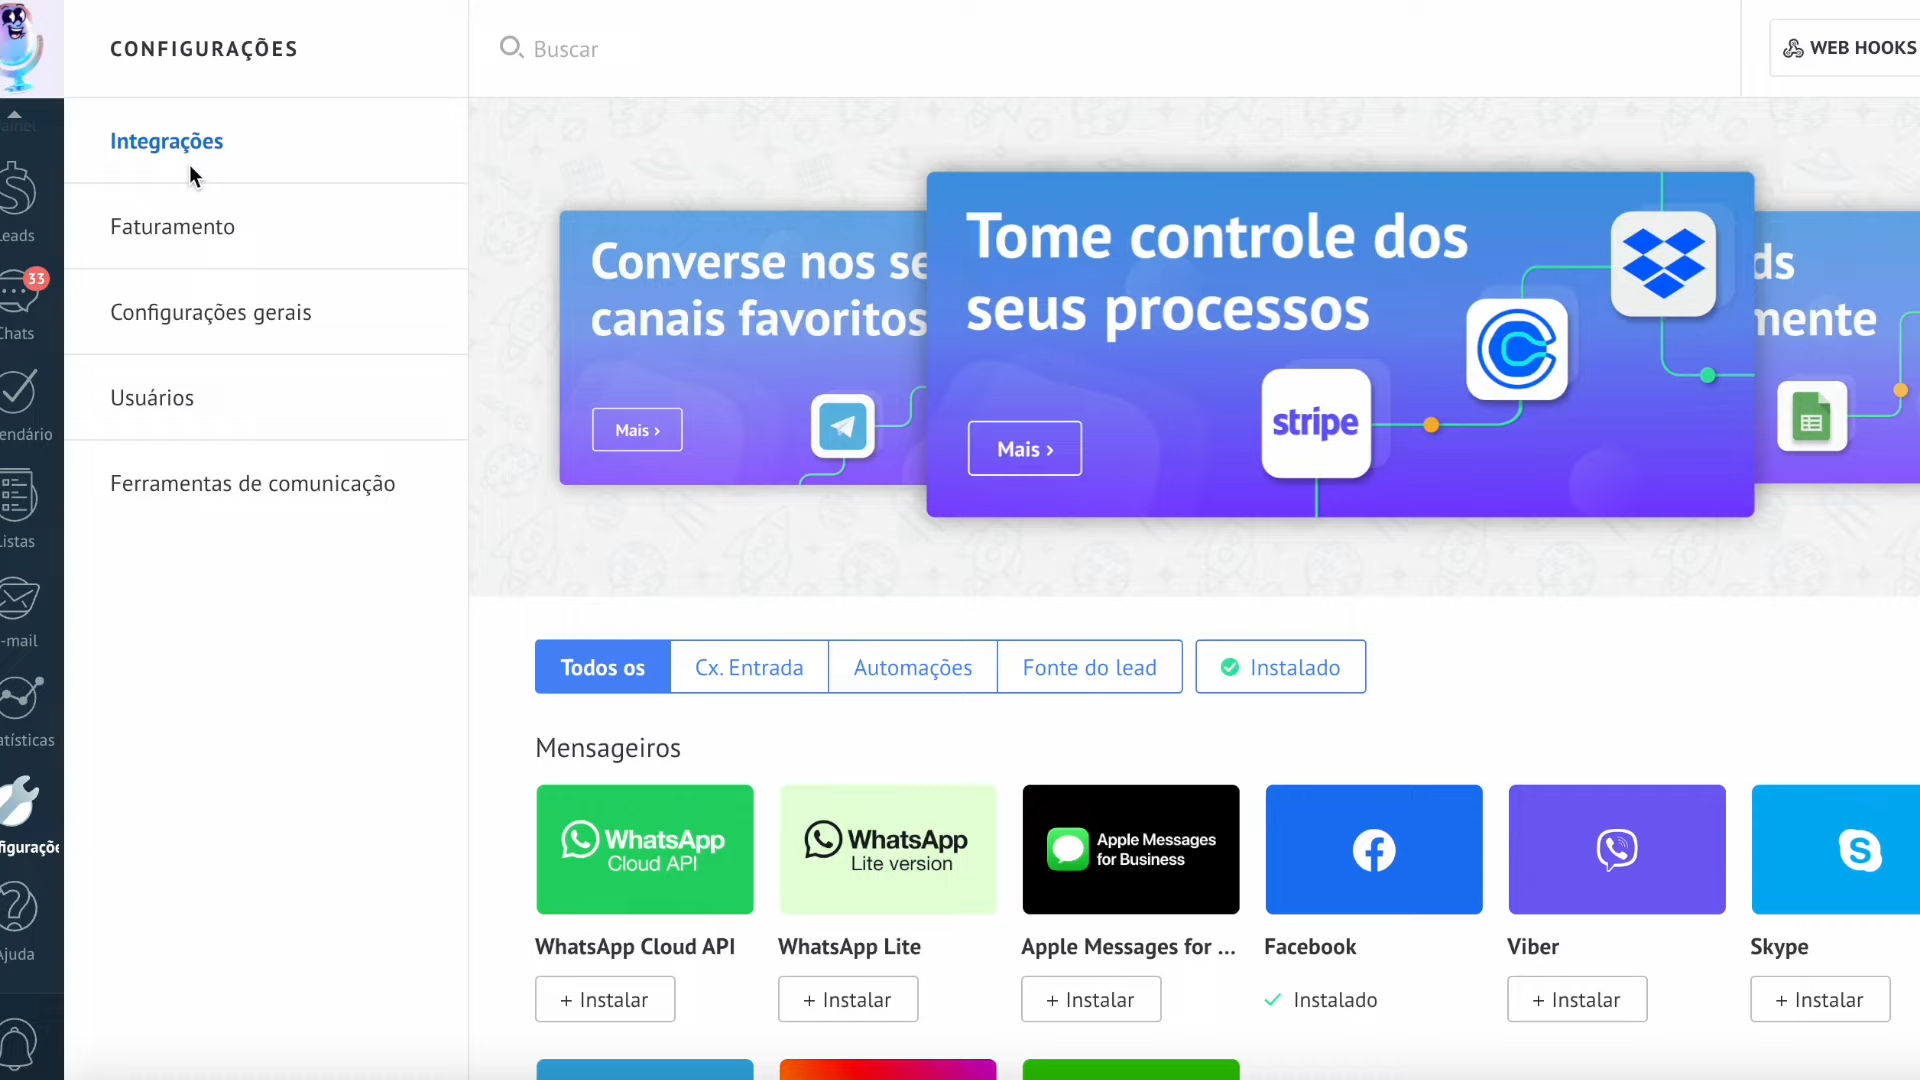 CONFIGURAÇÕES
Buscar
WEB HOOKS
Integrações
Faturamento
Configurações gerais
Usuários
Ferramentas de comunicação
ainel
Leads
33
Chats
endário
Listas
-mail
atísticas
figuraçõe
Ajuda
Converse nos se
canais favoritos
Mais ›
Tome controle dos
seus processos
Mais ›
stripe
ds
mente
Todos os
Cx. Entrada
Automações
Fonte do lead
Instalado
Mensageiros
WhatsApp
Cloud API
WhatsApp
Lite version
Apple Messages
for Business
WhatsApp Cloud API
WhatsApp Lite
Apple Messages for ...
Facebook
Viber
Skype
+ Instalar
+ Instalar
+ Instalar
Instalado
+ Instalar
+ Instalar